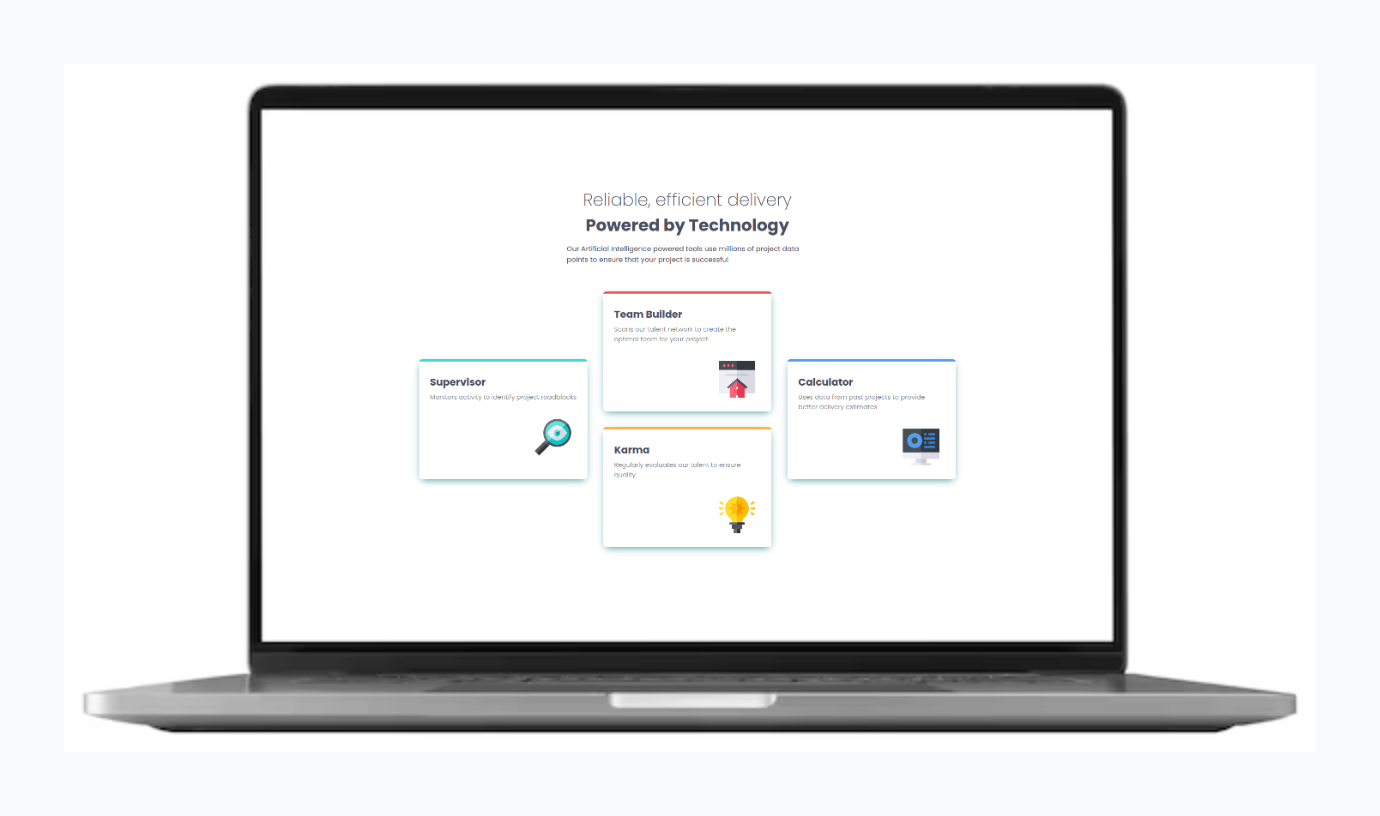 Reliable, efficient delivery
Powered by Technology
Our Artificial Intelligence powered tools use millions of project data
points to ensure that your project is successful
Team Builder
Scans our talent network to create the
optimal team for your project
Supervisor
Monitors activity to identify project roadblocks
Calculator
Uses data from past projects to provide
better delivery estimates
Karma
Regularly evaluates our talent to ensure
quality